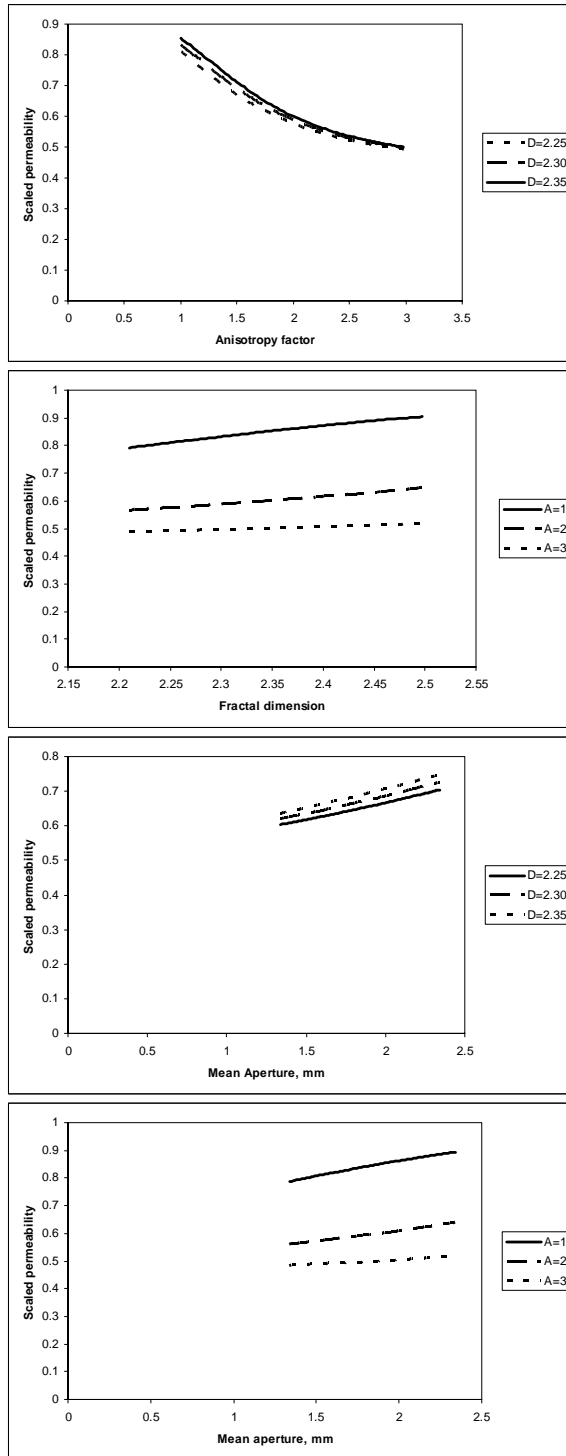 0.9
0.8
0.7
0.6
0.5
0.4
0.3
0.2
0.1
0
Scaled permeability
0 0.5 1 1.5 2 2.5 3 3.5
Anisotropy factor
D=2.25
D=2.30
D=2.35
1
0.9
0.8
0.7
0.6
0.5
0.4
0.3
0.2
0.1
0
Scaled permeability
2.15 2.2 2.25 2.3 2.35 2.4 2.45 2.5 2.55
Fractal dimension
A=1
A=2
A=3
0.8
0.7
0.6
0.5
0.4
0.3
0.2
0.1
0
Scaled permeability
0 0.5 1 1.5 2 2.5
Mean Aperture, mm
D=2.25
D=2.30
D=2.35
1
0.9
0.8
0.7
0.6
0.5
0.4
0.3
0.2
0.1
0
Scaled permeability
0 0.5 1 1.5 2 2.5
Mean aperture, mm
A=1
A=2
A=3